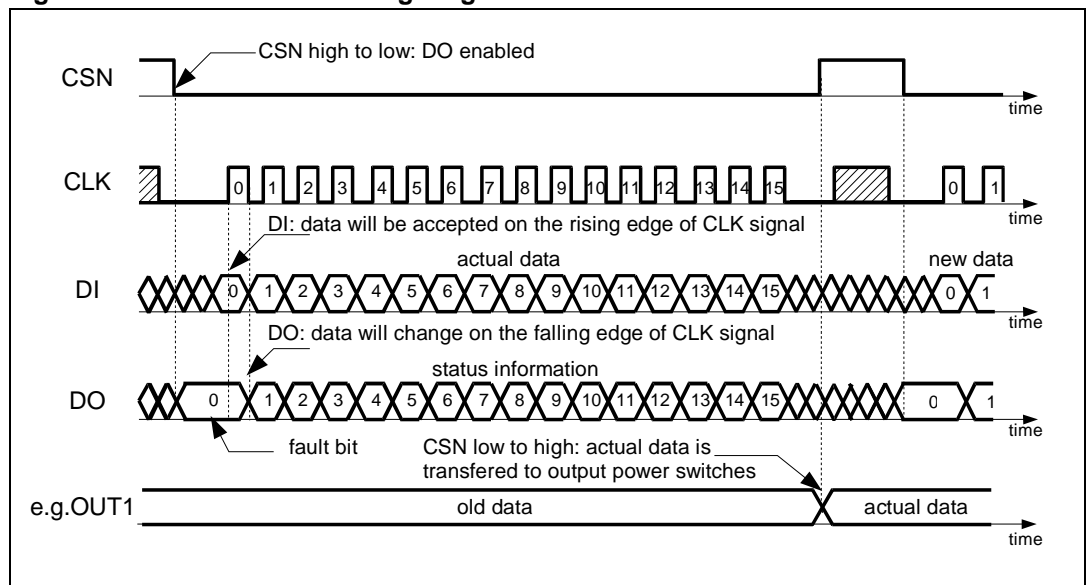 CSN high to low: DO enabled
CSN
time
CLK
0 1 2 3 4 5 6 7 8 9 10 11 12 13 14 15 0 1
time
DI: data will be accepted on the rising edge of CLK signal
actual data new data
DI
0 1 2 3 4 5 6 7 8 9 10 11 12 13 14 15 0 1
time
DO: data will change on the falling edge of CLK signal
status information
DO
0 1 2 3 4 5 6 7 8 9 10 11 12 13 14 15 0 1
time
fault bit
CSN low to high: actual data is
transfered to output power switches
e.g.OUT1
old data actual data
time